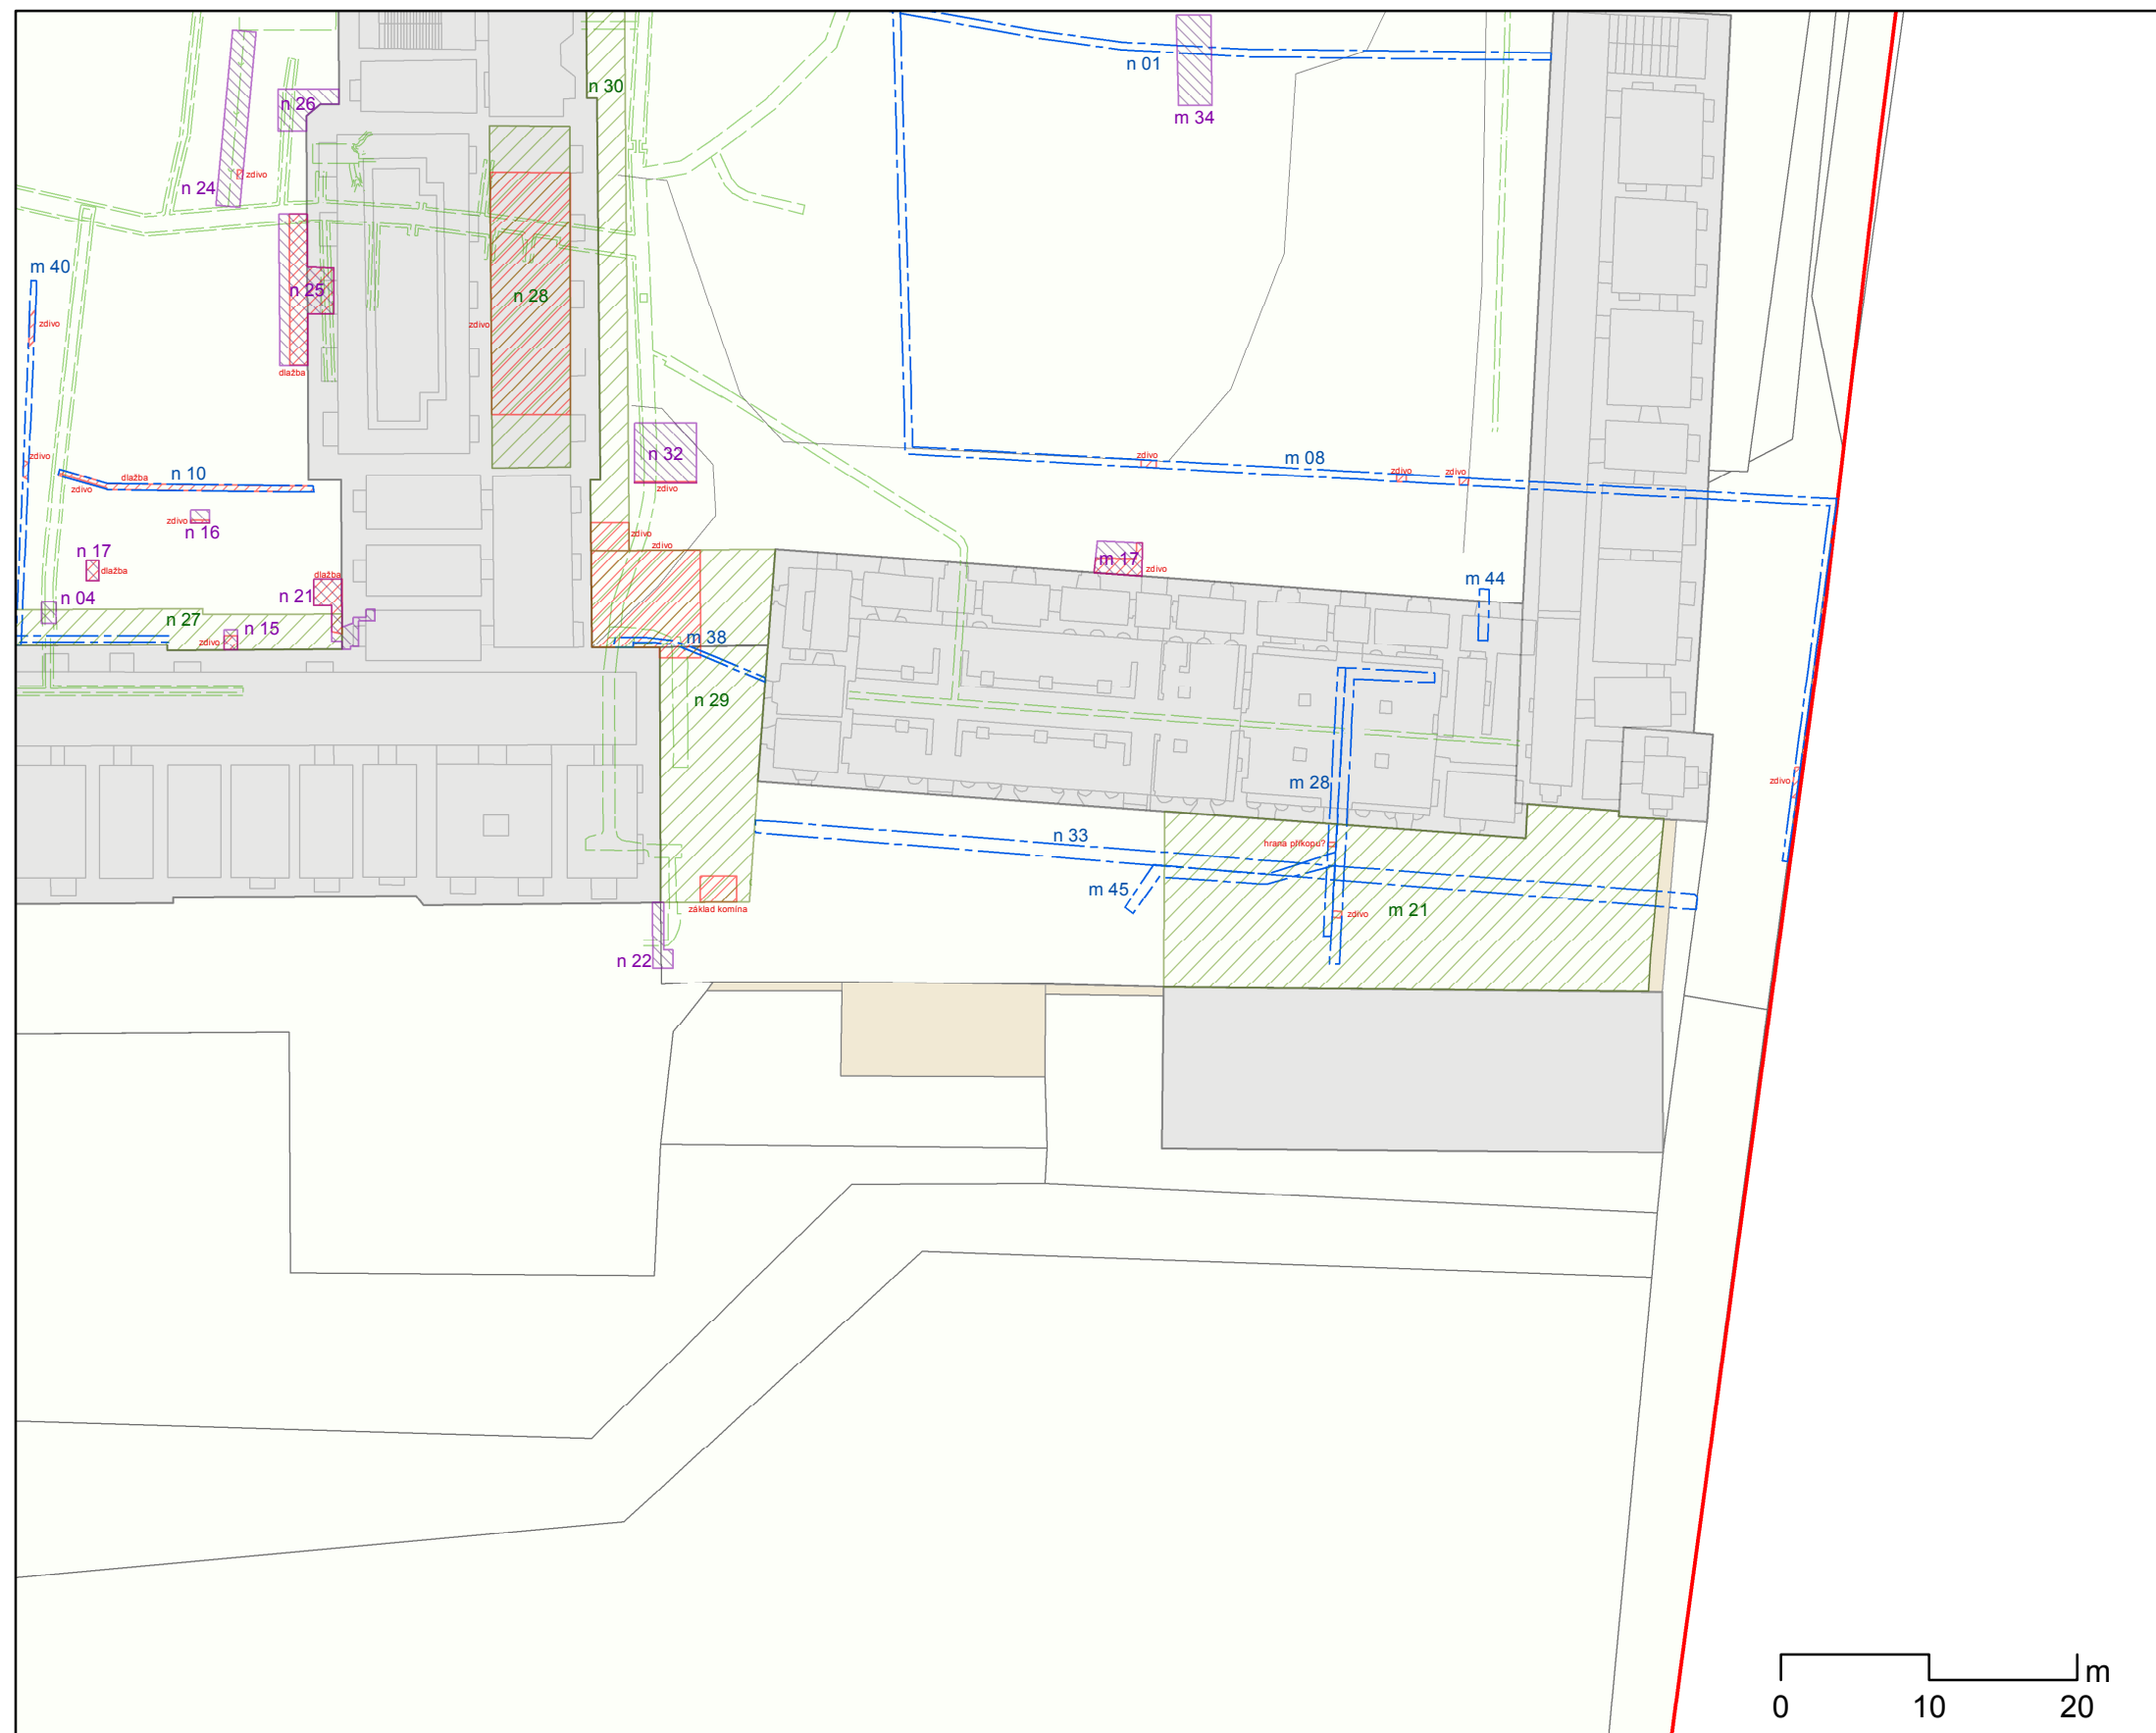 n 01
m 34
n 30
n 26
zdivo
n 24
m 40
n 25
n 28
zdivo
zdivo
dlažba
n 32
zdivo
m 08
zdivo
zdivo
zdivo
zdivo
dlažba
n 10
zdivo
zdivo
n 16
zdivo
zdivo
n 17
dlažba
m 17
zdivo
m 44
dlažba
n 21
n 04
n 27
n 15
zdivo
m 38
n 29
m 28
zdivo
n 33
hrana příkopu?
m 45
zdivo
m 21
základ komína
n 22
m
0
10
20